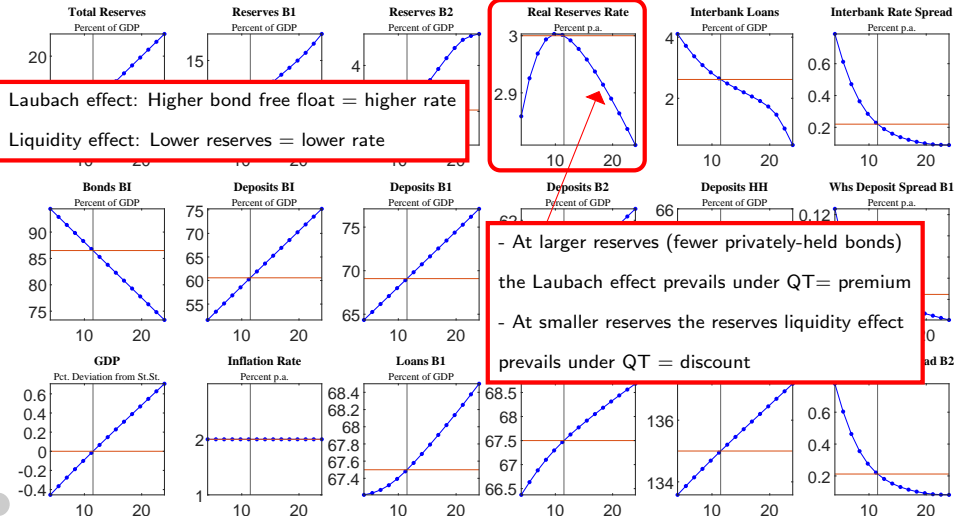 Total Reserves
Percent of GDP
20
Reserves B1
Percent of GDP
15
Reserves B2
Percent of GDP
4
Real Reserves Rate
Percent p.a.
3
2.9
10 20
Interbank Loans
Percent of GDP
4
2
10 20
Interbank Rate Spread
Percent p.a.
0.6
0.4
0.2
10 20
Laubach effect: Higher bond free float = higher rate
Liquidity effect: Lower reserves = lower rate
Bonds BI
Percent of GDP
90
85
80
75
10 20
Deposits BI
Percent of GDP
75
70
65
60
55
10 20
Deposits B1
Percent of GDP
75
70
65
10 20
Deposits B2
Percent of GDP
Deposits HH
Percent of GDP
66
Whs Deposit Spread B1
Percent p.a.
0.12
- At larger reserves (fewer privately-held bonds)
the Laubach effect prevails under QT= premium
- At smaller reserves the reserves liquidity effect
prevails under QT = discount
GDP
Pct. Deviation from St.St.
0.6
0.4
0.2
0
-0.2
-0.4
10 20
Inflation Rate
Percent p.a.
2
1
10 20
Loans B1
Percent of GDP
68.4
68.2
68
67.8
67.6
67.4
10 20
68.5
68
67.5
67
66.5
10 20
136
134
10 20
B2
0.6
0.4
0.2
10 20